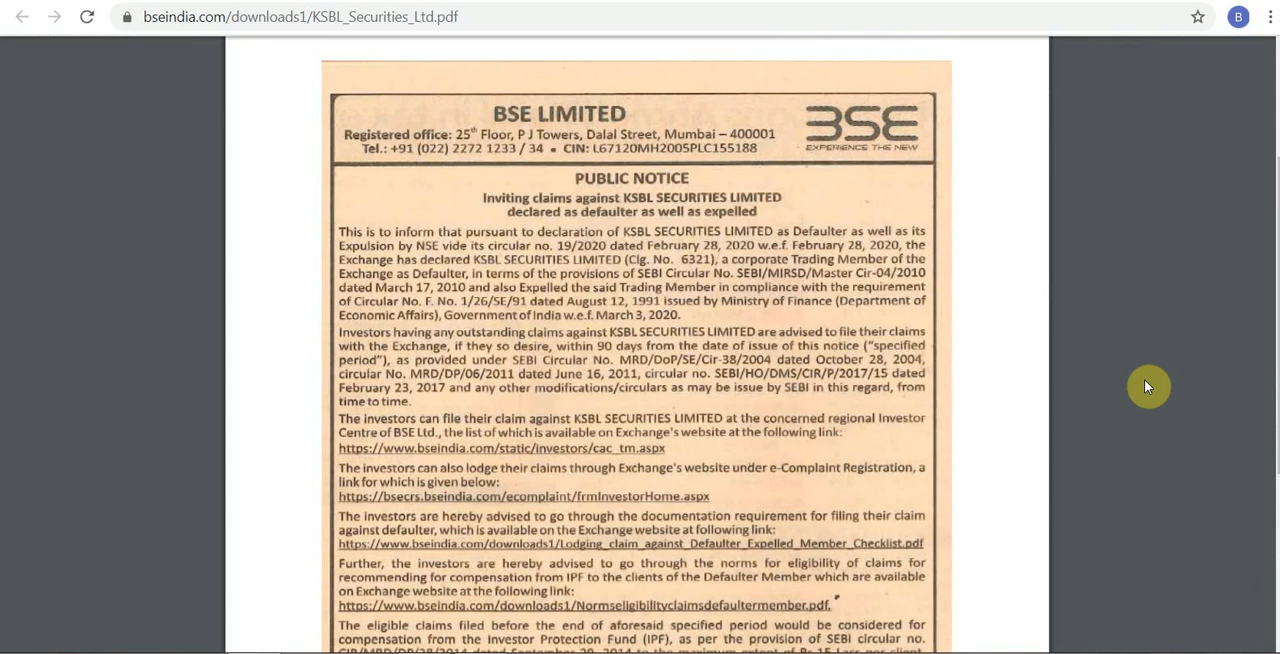 bseindia.com/downloads1/KSBL_Securities_Ltd.pdf
B
BSE LIMITED
Registered office: 25th Floor, P J Towers, Dalal Street, Mumbai – 400001
Tel.: +91 (022) 2272 1233 / 34 • CIN: L67120MH2005PLC155188
BSE
EXPERIENCE THE NEW
PUBLIC NOTICE
Inviting claims against KSBL SECURITIES LIMITED
declared as defaulter as well as expelled
This is to inform that pursuant to declaration of KSBL SECURITIES LIMITED as Defaulter as well as its
Expulsion by NSE vide its circular no. 19/2020 dated February 28, 2020 w.e.f. February 28, 2020, the
Exchange has declared KSBL SECURITIES LIMITED (Clg. No. 6321), a corporate Trading Member of the
Exchange as Defaulter, in terms of the provisions of SEBI Circular No. SEBI/MIRSD/Master Cir-04/2010
dated March 17, 2010 and also Expelled the said Trading Member in compliance with the requirement
of Circular No. F. No. 1/26/SE/91 dated August 12, 1991 issued by Ministry of Finance (Department of
Economic Affairs), Government of India w.e.f. March 3, 2020.
Investors having any outstanding claims against KSBL SECURITIES LIMITED are advised to file their claims
with the Exchange, if they so desire, within 90 days from the date of issue of this notice ("specified
period"), as provided under SEBI Circular No. MRD/DoP/SE/Cir-38/2004 dated October 28, 2004,
circular No. MRD/DP/06/2011 dated June 16, 2011, circular no. SEBI/HO/DMS/CIR/P/2017/15 dated
February 23, 2017 and any other modifications/circulars as may be issue by SEBI in this regard, from
time to time.
The investors can file their claim against KSBL SECURITIES LIMITED at the concerned regional Investor
Centre of BSE Ltd., the list of which is available on Exchange's website at the following link:
https://www.bseindia.com/static/investors/cac_tm.aspx
The investors can also lodge their claims through Exchange's website under e-Complaint Registration, a
link for which is given below:
https://bsecrs.bseindia.com/ecomplaint/frmInvestorHome.aspx
The investors are hereby advised to go through the documentation requirement for filing their claim
against defaulter, which is available on the Exchange website at following link:
https://www.bseindia.com/downloads1/Lodging_claim_against_Defaulter_Expelled_Member_Checklist.pdf
Further, the investors are hereby advised to go through the norms for eligibility of claims for
recommending for compensation from IPF to the clients of the Defaulter Member which are available
on Exchange website at the following link:
https://www.bseindia.com/downloads1/Normseligibilityclaimsdefaultermember.pdf.
The eligible claims filed before the end of aforesaid specified period would be considered for
compensation from the Investor Protection Fund (IPF), as per the provision of SEBI circular no.